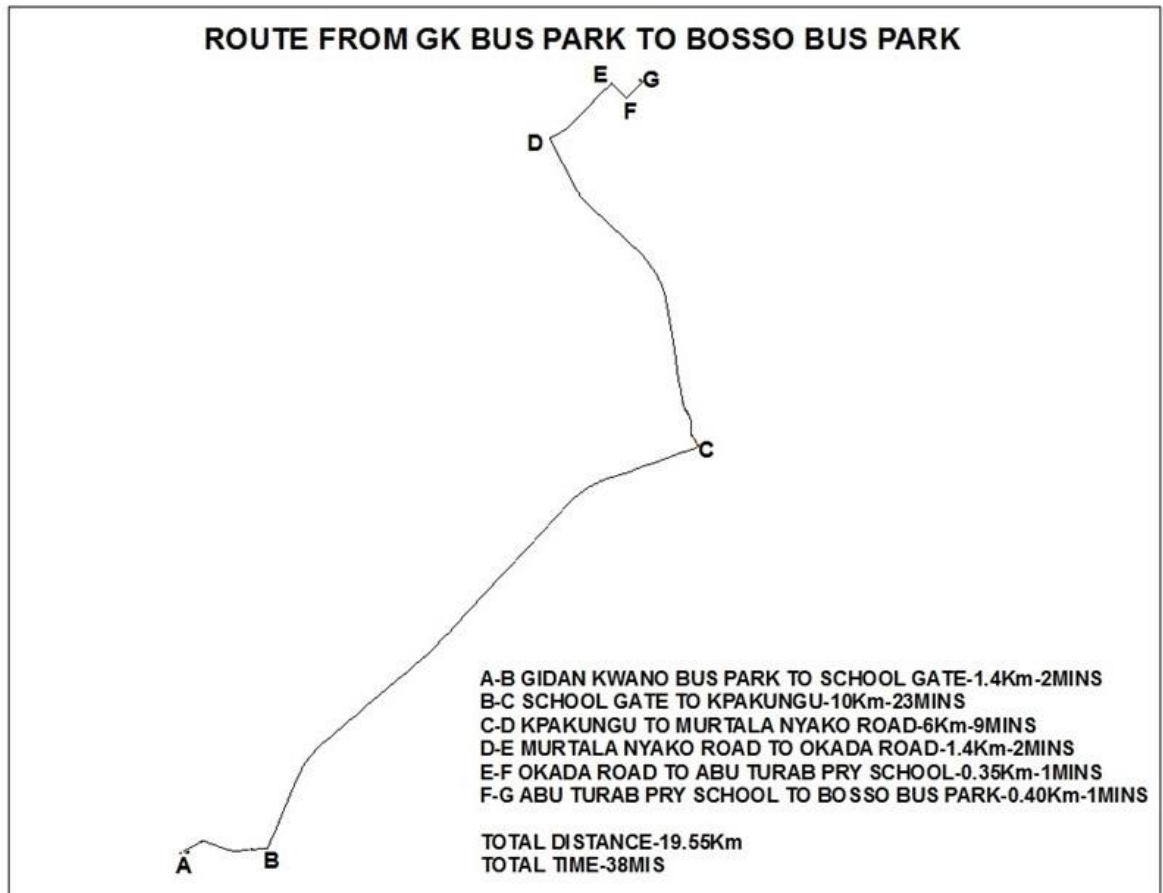 ROUTE FROM GK BUS PARK TO BOSSO BUS PARK
E
G
F
D
C
A-B GIDAN KWANO BUS PARK TO SCHOOL GATE-1.4Km-2MINS
B-C SCHOOL GATE TO KPAKUNGU-10Km-23MINS
C-D KPAKUNGU TO MURTALA NYAKO ROAD-6Km-9MINS
D-E MURTALA NYAKO ROAD TO OKADA ROAD-1.4Km-2MINS
E-F OKADA ROAD TO ABU TURAB PRY SCHOOL-0.35Km-1MINS
F-G ABU TURAB PRY SCHOOL TO BOSSO BUS PARK-0.40Km-1MINS
TOTAL DISTANCE-19.55Km
TOTAL TIME-38MIS
A
B